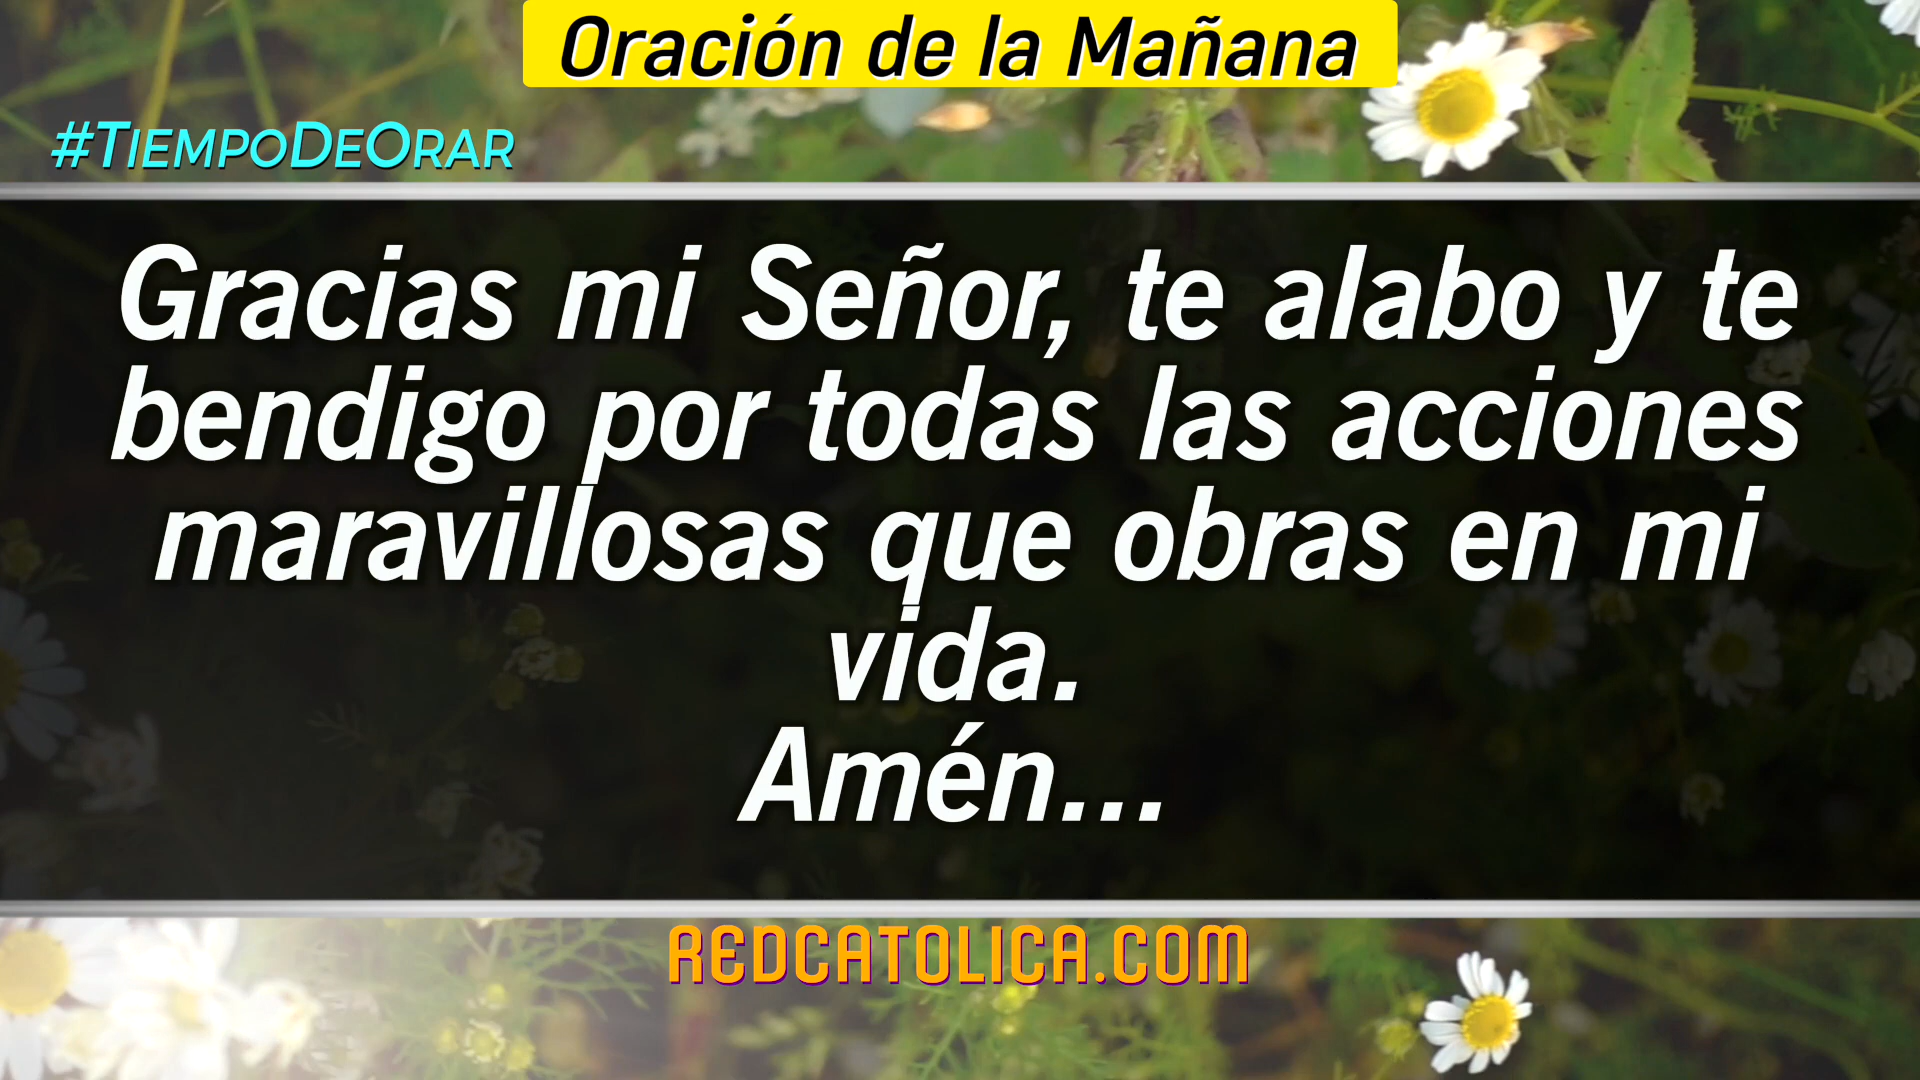 Oración de la Mañana
#TiempoDeOrar
Gracias mi Señor, te alabo y te
bendigo por todas las acciones
maravillosas que obras en mi
vida.
Amén...
REDCATOLICA.COM